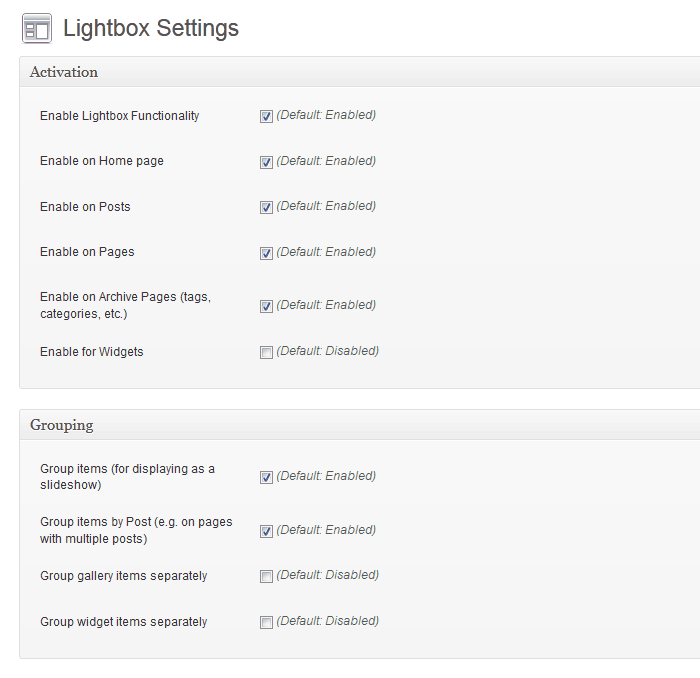 Lightbox Settings
Activation
Enable Lightbox Functionality (Default: Enabled)
Enable on Home page (Default: Enabled)
Enable on Posts (Default: Enabled)
Enable on Pages (Default: Enabled)
Enable on Archive Pages (tags,
categories, etc.) (Default: Enabled)
Enable for Widgets (Default: Disabled)
Grouping
Group items (for displaying as a
slideshow) (Default: Enabled)
Group items by Post (e.g. on pages
with multiple posts) (Default: Enabled)
Group gallery items separately (Default: Disabled)
Group widget items separately (Default: Disabled)